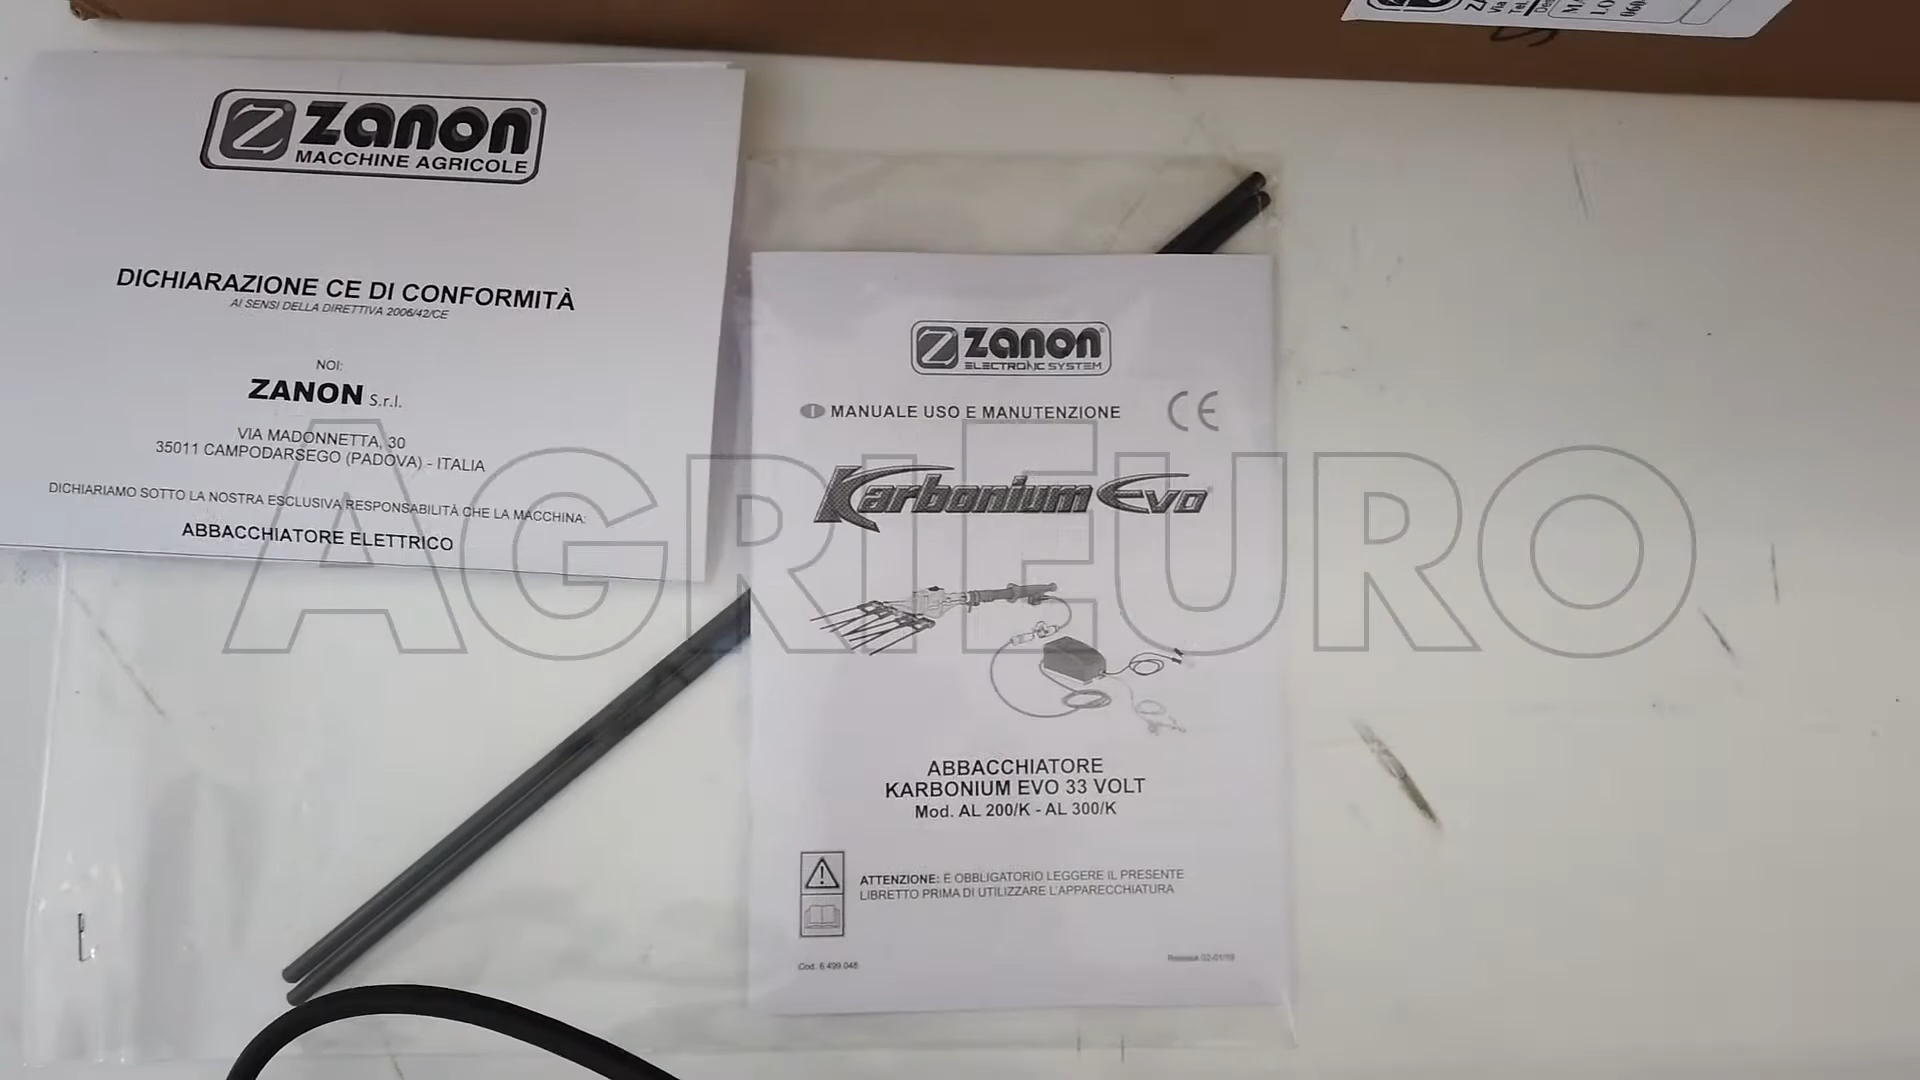 ZANON
MACCHINE AGRICOLE
DICHIARAZIONE CE DI CONFORMITÀ
AI SENSI DELLA DIRETTIVA 2006/42/CE
NOI:
ZANON S.r.l.
VIA MADONNETTA, 30
35011 CAMPODARSEGO (PADOVA) - ITALIA
DICHIARIAMO SOTTO LA NOSTRA ESCLUSIVA RESPONSABILITÀ CHE LA MACCHINA:
ABBACCHIATORE ELETTRICO
ZANON
ELECTRONIC SYSTEM
I MANUALE USO E MANUTENZIONE CE
Karbonium Evo
ABBACCHIATORE
KARBONIUM EVO 33 VOLT
Mod. AL 200/K - AL 300/K
ATTENZIONE: È OBBLIGATORIO LEGGERE IL PRESENTE
LIBRETTO PRIMA DI UTILIZZARE L'APPARECCHIATURA
Cod. 6.499.048
AGRIEURO